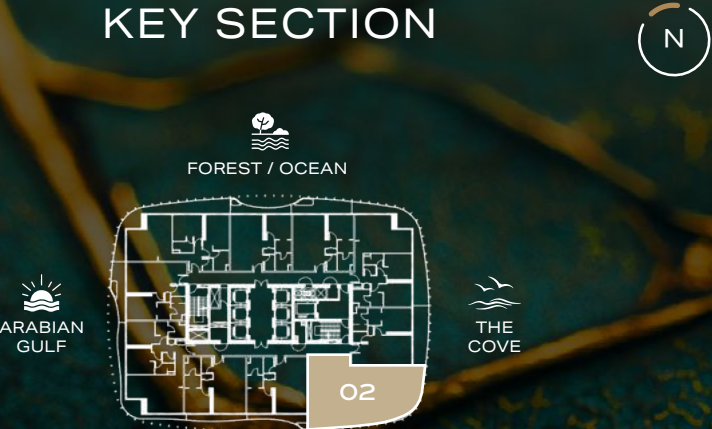 KEY SECTION
N
FOREST / OCEAN
ARABIAN
GULF
THE
COVE
02